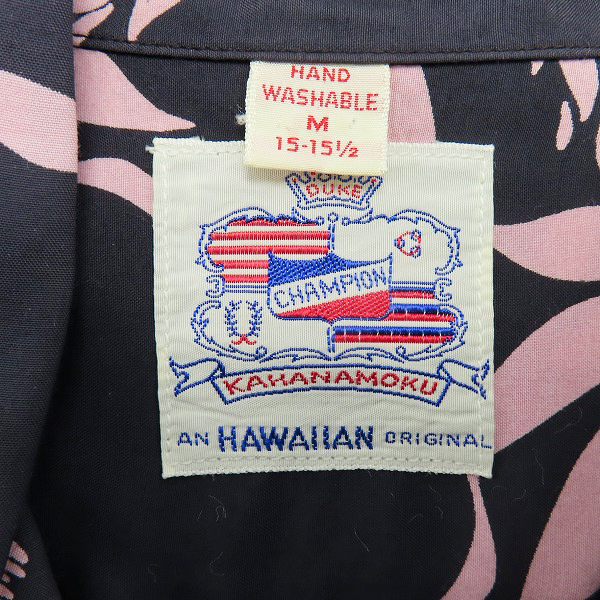 HAND
WASHABLE
M
15-15½
DUKE
CHAMPION
KAHANAMOKU
AN HAWAIIAN ORIGINAL